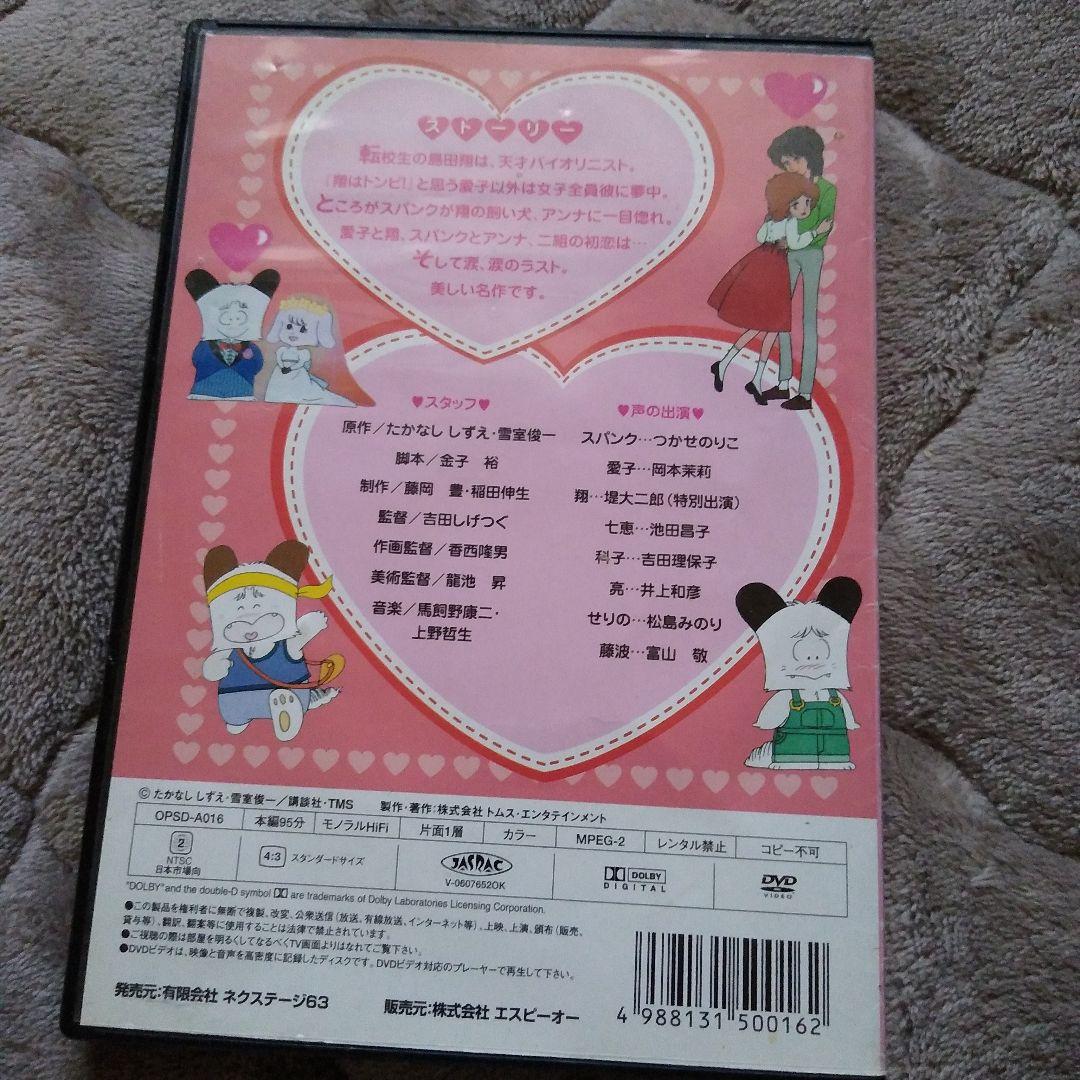 ストーリー
転校生の島田翔は、天才バイオリニスト。
「翔はトンビ!」と思う愛子以外は女子全員彼に夢中。
ところがスパンクが翔の飼い犬、アンナに一目惚れ。
愛子と翔、スパンクとアンナ、二組の初恋は…
そして涙、涙のラスト。
美しい名作です。
♥スタッフ♥
原作/たかなし しずえ・雪室俊一
脚本/金子 裕
制作/藤岡 豊・稲田伸生
監督/吉田しげつぐ
作画監督/香西隆男
美術監督/龍池 昇
音楽/馬飼野康二・
上野哲生
♥声の出演♥
スパンク…つかせのりこ
愛子…岡本茉莉
翔…堤大二郎(特別出演)
七恵…池田昌子
科子…吉田理保子
亮…井上和彦
せりの…松島みのり
藤波…富山 敬
© たかなし しずえ・雪室俊一/講談社・TMS 製作・著作:株式会社 トムス・エンタテインメント
OPSD-A016 本編95分 モノラルHiFi 片面1層 カラー MPEG-2 レンタル禁止 コピー不可
2
NTSC
日本市場向
4:3 スタンダードサイズ
JASRAC
V-0607652OK
DOLBY
DIGITAL
DVD
VIDEO
"DOLBY"and the double-D symbol are trademarks of Dolby Laboratories Licensing Corporation.
●この製品を権利者に無断で複製、改変、公衆送信(放送、有線放送、インターネット等)、上映、上演、頒布(販売、
貸与等)、翻訳、翻案等に使用することは法律で禁止されています。
●ご視聴の際は部屋を明るくしてなるべくTV画面よりはなれてご覧下さい。
●DVDビデオは、映像と音声を高密度に記録したディスクです。DVDビデオ対応のプレーヤーで再生して下さい。
発売元:有限会社 ネクステージ63 販売元:株式会社 エスピーオー
4 988131 500162